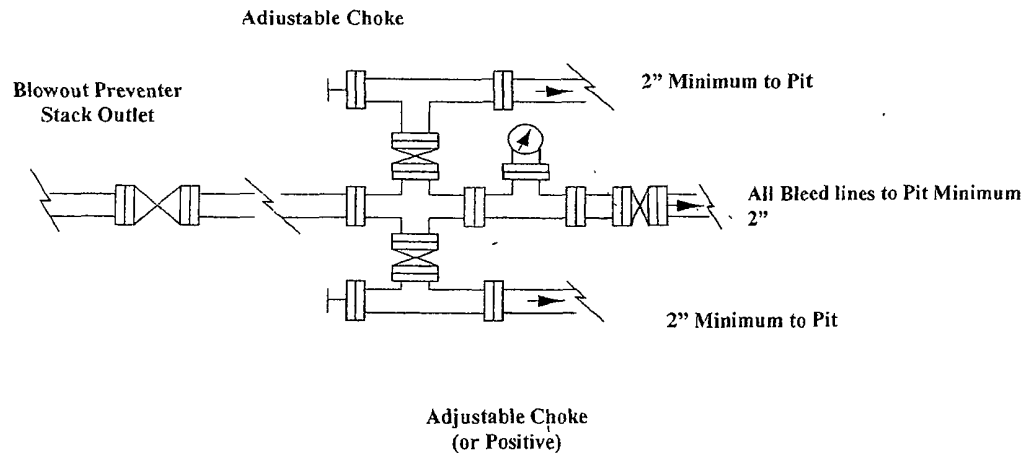 Adjustable Choke
Blowout Preventer
Stack Outlet
2” Minimum to Pit
All Bleed lines to Pit Minimum
2”
2” Minimum to Pit
Adjustable Choke
(or Positive)